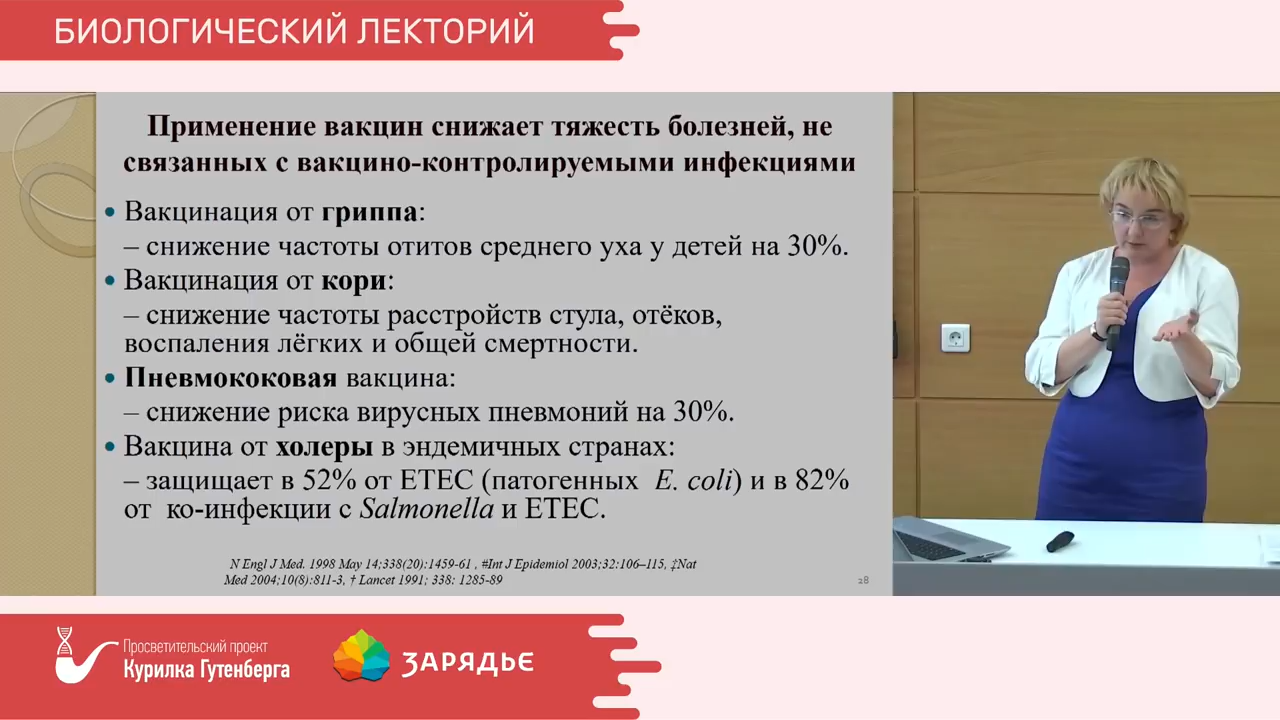 БИОЛОГИЧЕСКИЙ ЛЕКТОРИЙ
Применение вакцин снижает тяжесть болезней, не
связанных с вакцино-контролируемыми инфекциями
• Вакцинация от гриппа:
– снижение частоты отитов среднего уха у детей на 30%.
• Вакцинация от кори:
– снижение частоты расстройств стула, отёков,
воспаления лёгких и общей смертности.
• Пневмококовая вакцина:
– снижение риска вирусных пневмоний на 30%.
• Вакцина от холеры в эндемичных странах:
– защищает в 52% от ETEC (патогенных E. coli) и в 82%
от ко-инфекции с Salmonella и ETEC.
N Engl J Med. 1998 May 14;338(20):1459-61 , #Int J Epidemiol 2003;32:106–115, ‡Nat
Med 2004;10(8):811-3, † Lancet 1991; 338: 1285-89
28
Просветительский проект
Курилка Гутенберга
ЗАРЯДЬЕ